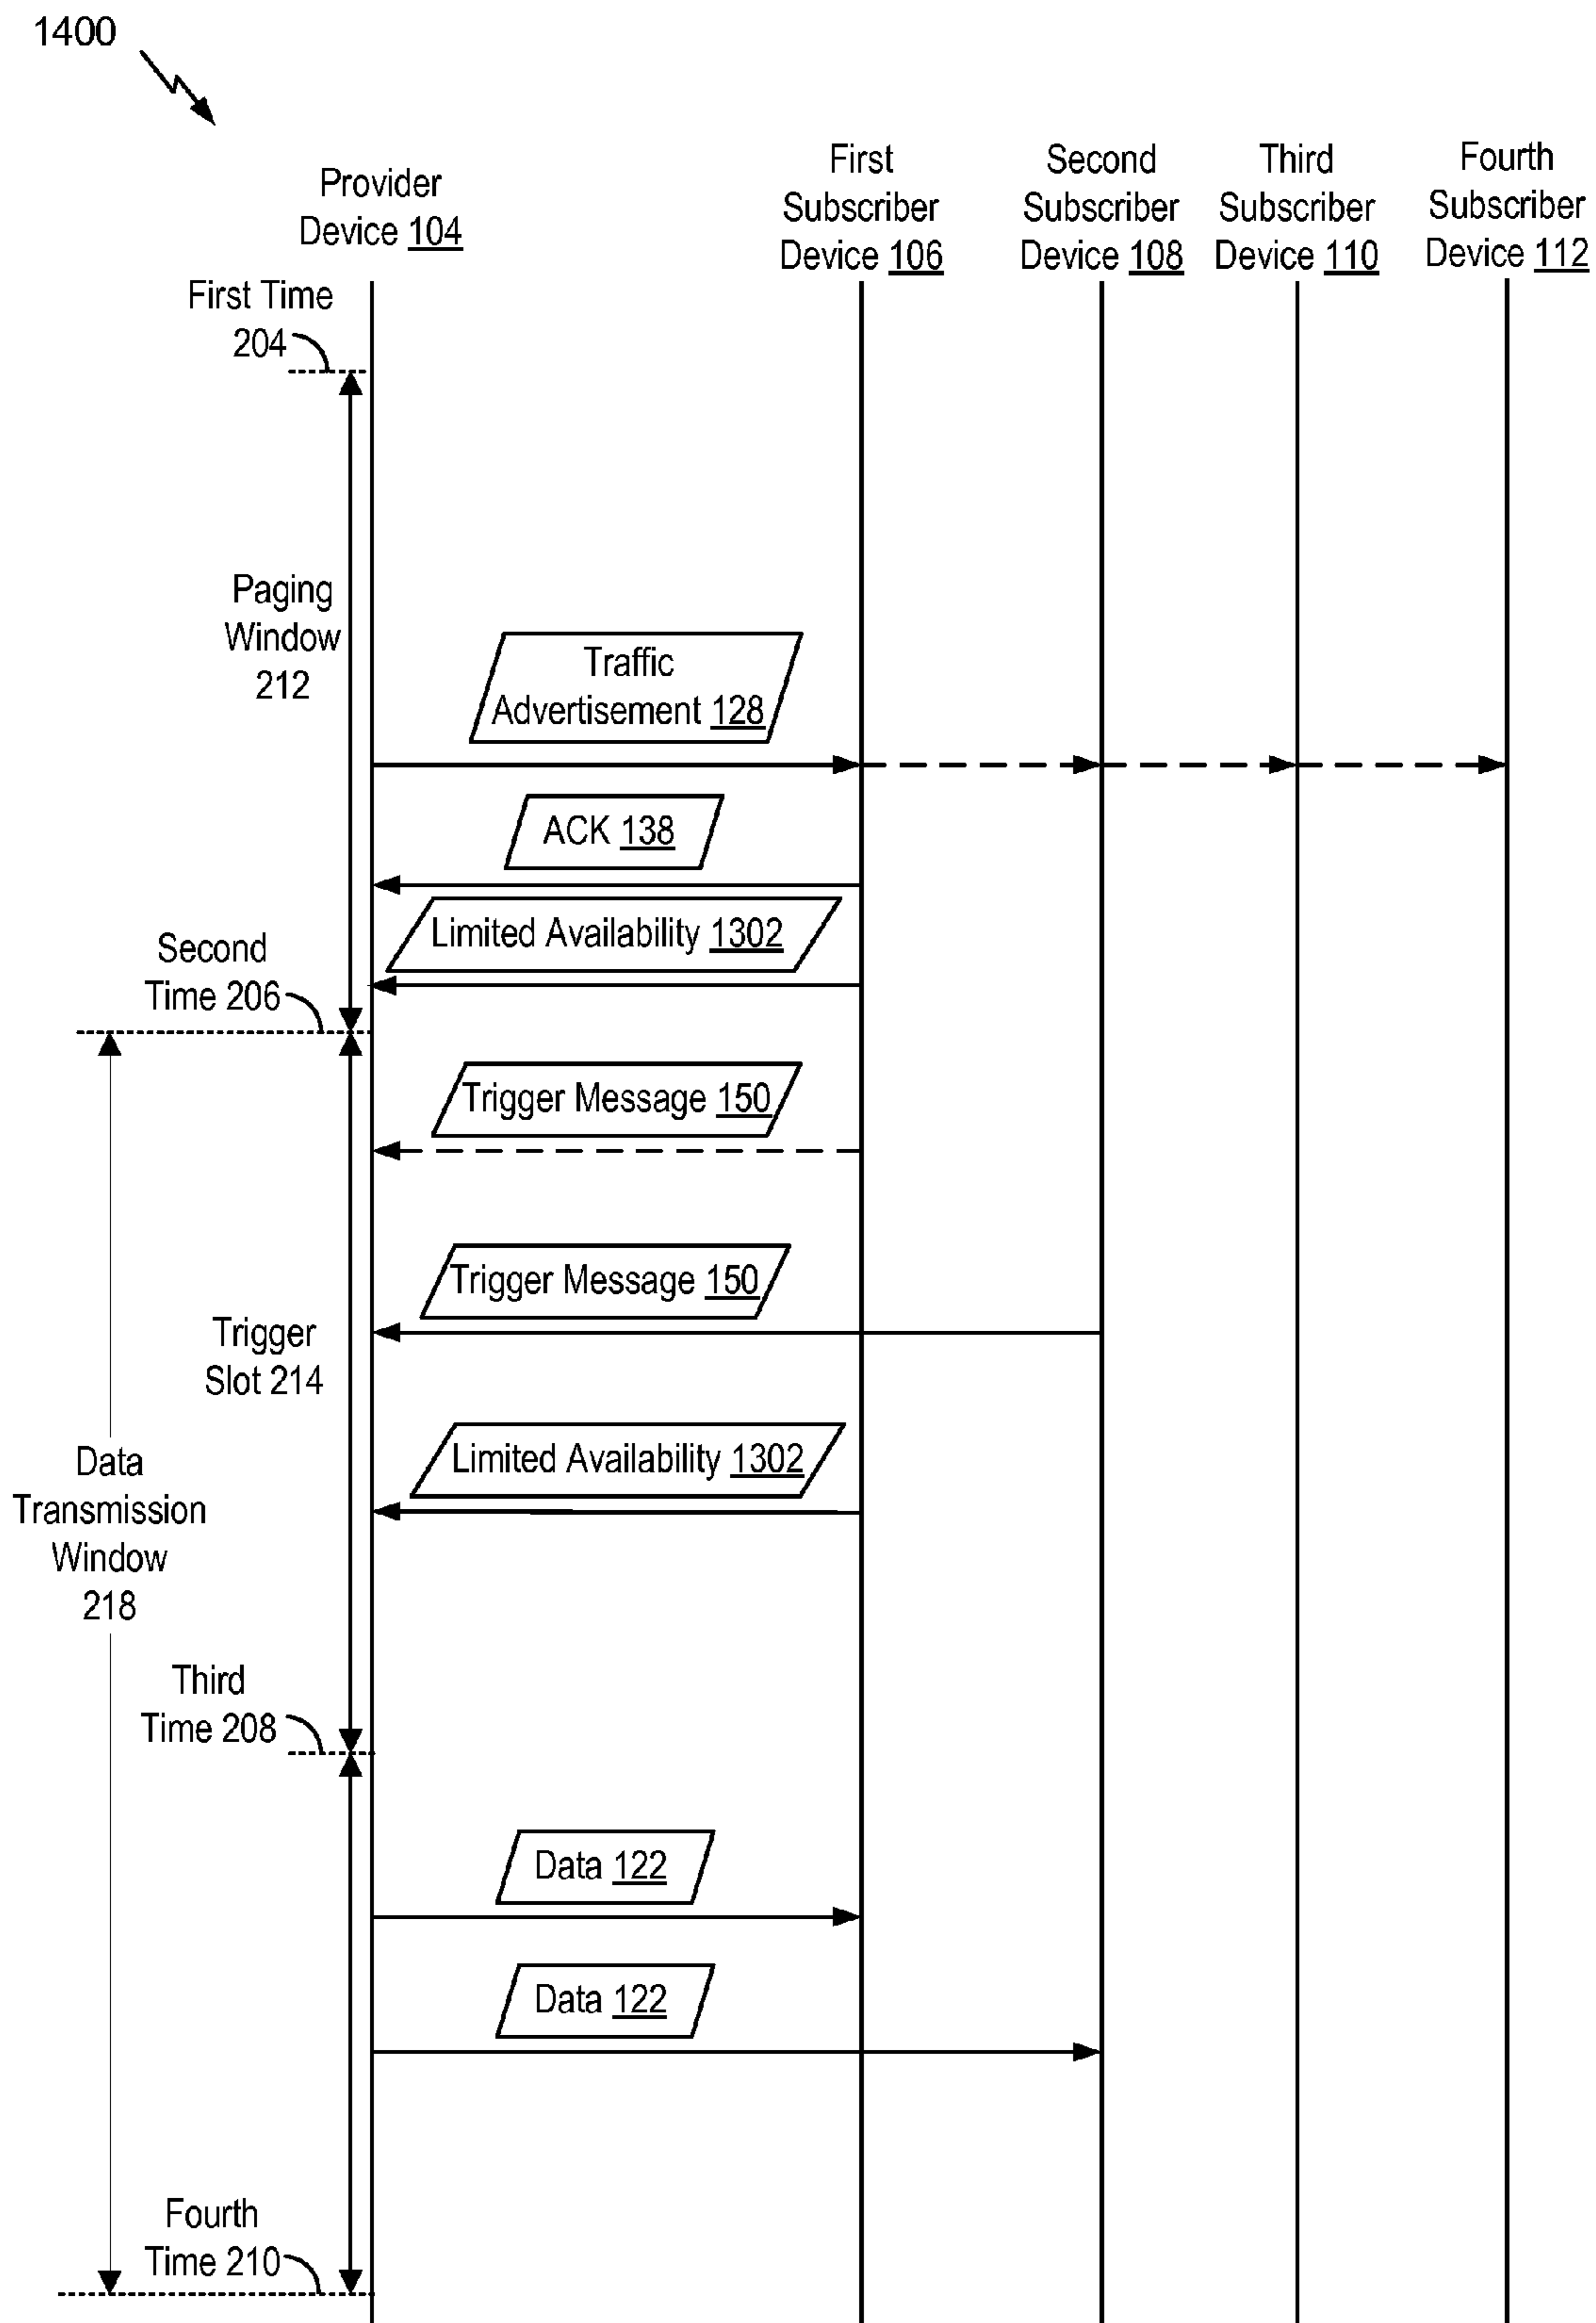 1400
Provider
Device 104
First
Subscriber
Device 106
Second
Subscriber
Device 108
Third
Subscriber
Device 110
Fourth
Subscriber
Device 112
First Time
204
Paging
Window
212
Traffic
Advertisement 128
ACK 138
Limited Availability 1302
Second
Time 206
Trigger Message 150
Trigger Message 150
Trigger
Slot 214
Limited Availability 1302
Data
Transmission
Window
218
Third
Time 208
Data 122
Data 122
Fourth
Time 210